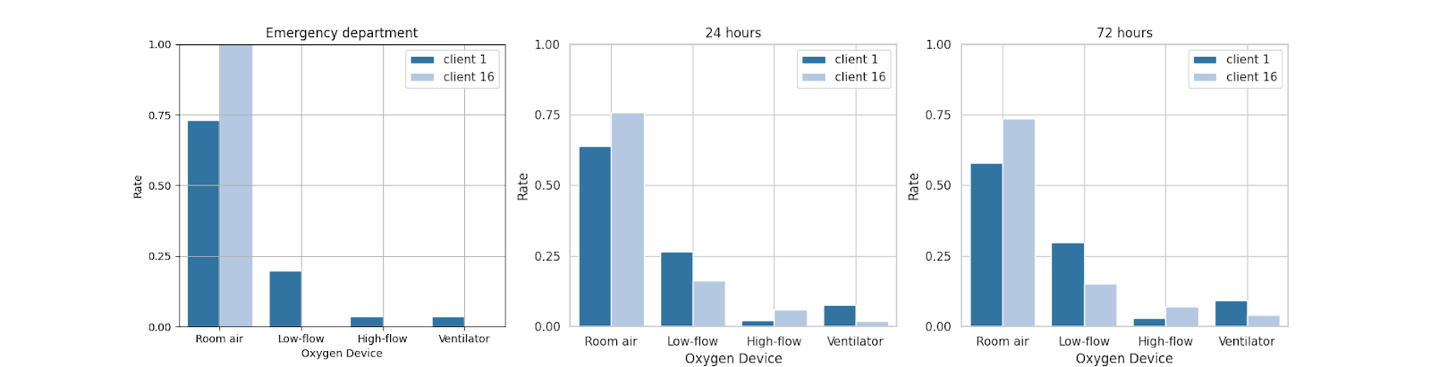 Emergency department
1.00
0.75
0.50
0.25
0.00
Rate
client 1
client 16
Room air Low-flow High-flow Ventilator
Oxygen Device
24 hours
1.00
0.75
0.50
0.25
0.00
Rate
client 1
client 16
Room air Low-flow High-flow Ventilator
Oxygen Device
72 hours
1.00
0.75
0.50
0.25
0.00
Rate
client 1
client 16
Room air Low-flow High-flow Ventilator
Oxygen Device